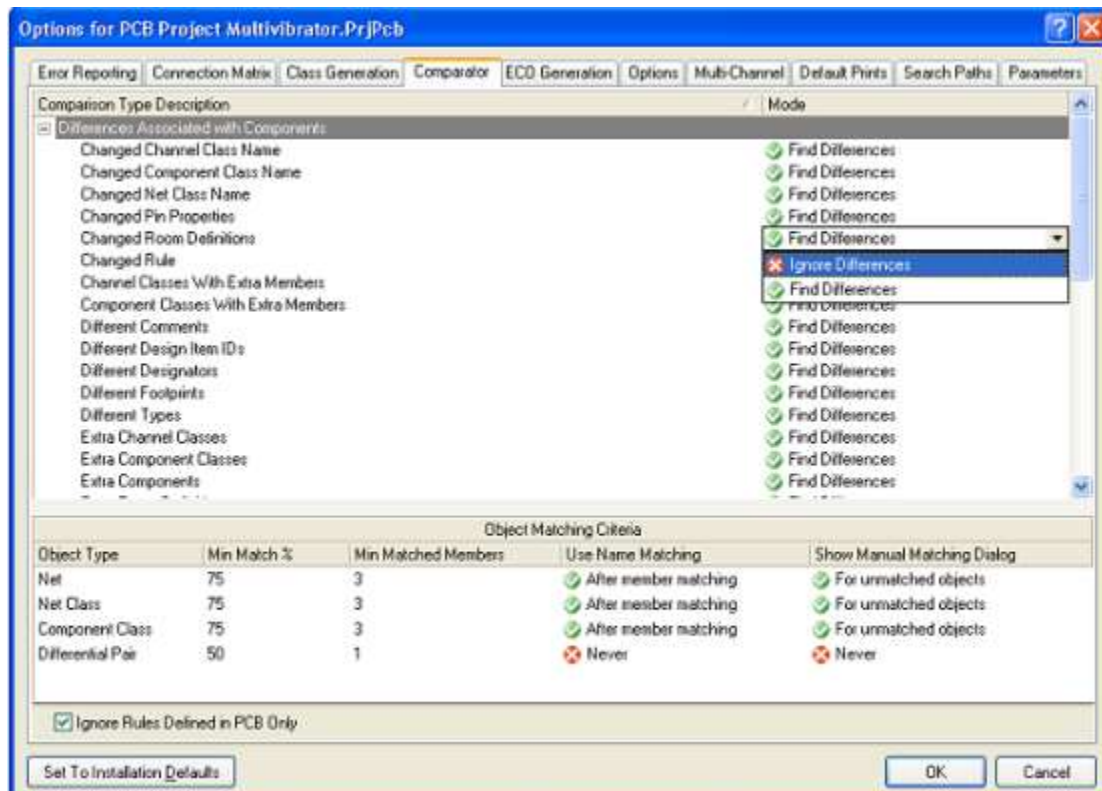 Options for PCB Project Multivibrator.PrjPcb
Error Reporting Connection Matrix Class Generation Comparator ECO Generation Options Multi-Channel Default Prints Search Paths Parameters
Comparison Type Description Mode
Differences Associated with Components
Changed Channel Class Name Find Differences
Changed Component Class Name Find Differences
Changed Net Class Name Find Differences
Changed Pin Properties Find Differences
Changed Room Definitions Find Differences
Changed Rule Ignore Differences
Channel Classes With Extra Members Find Differences
Component Classes With Extra Members Find Differences
Different Comments Find Differences
Different Design Item IDs Find Differences
Different Designators Find Differences
Different Footprints Find Differences
Different Types Find Differences
Extra Channel Classes Find Differences
Extra Component Classes Find Differences
Extra Components Find Differences
Object Matching Criteria
Object Type Min Match % Min Matched Members Use Name Matching Show Manual Matching Dialog
Net 75 3 After member matching For unmatched objects
Net Class 75 3 After member matching For unmatched objects
Component Class 75 3 After member matching For unmatched objects
Differential Pair 50 1 Never Never
Ignore Rules Defined in PCB Only
Set To Installation Defaults OK Cancel